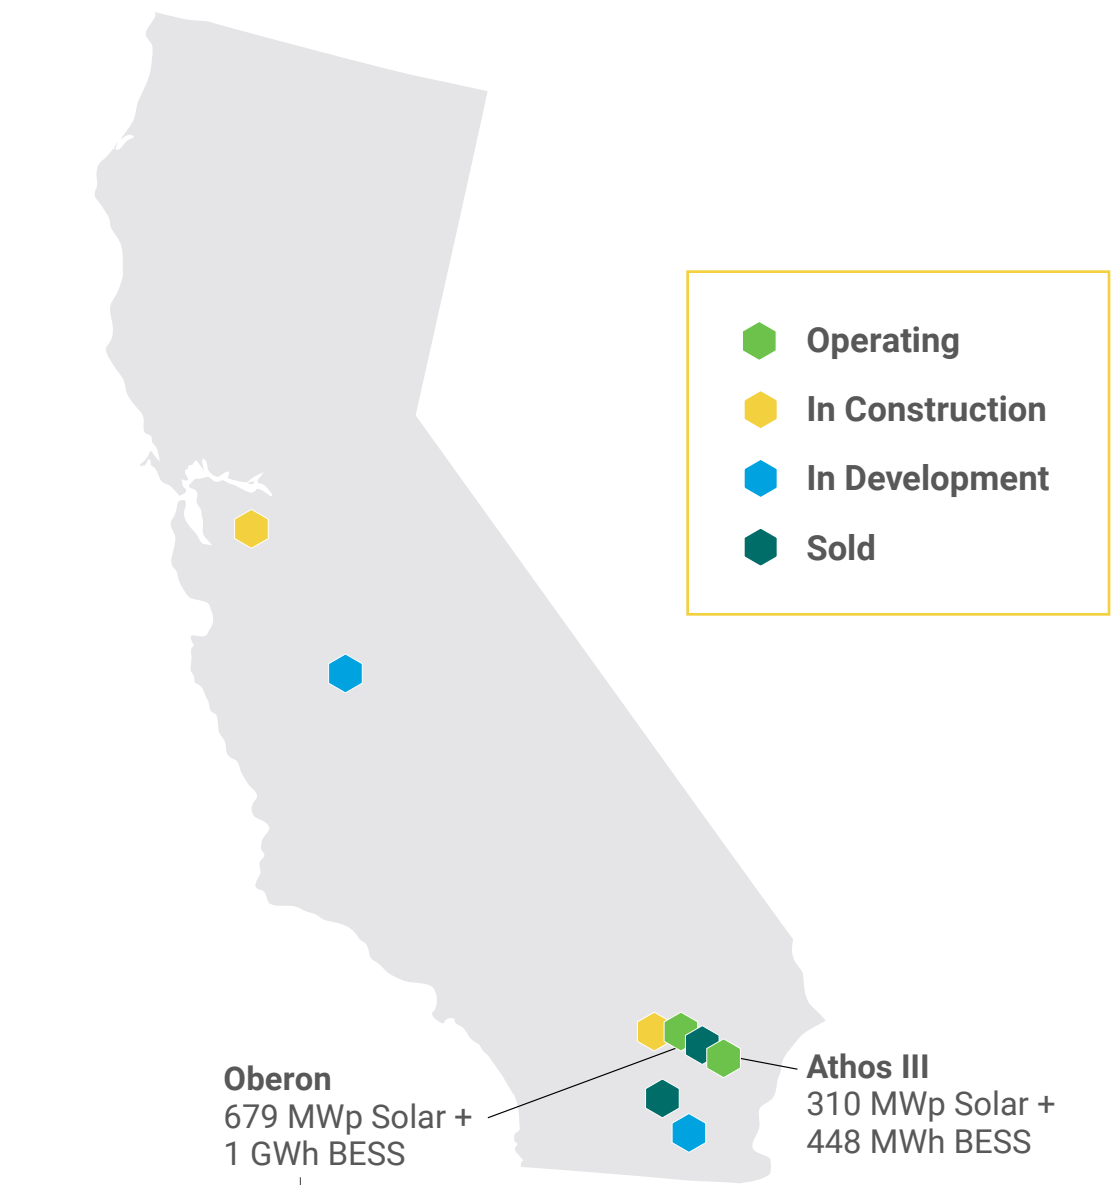 Operating
In Construction
In Development
Sold
Oberon
679 MWp Solar +
1 GWh BESS
Athos III
310 MWp Solar +
448 MWh BESS